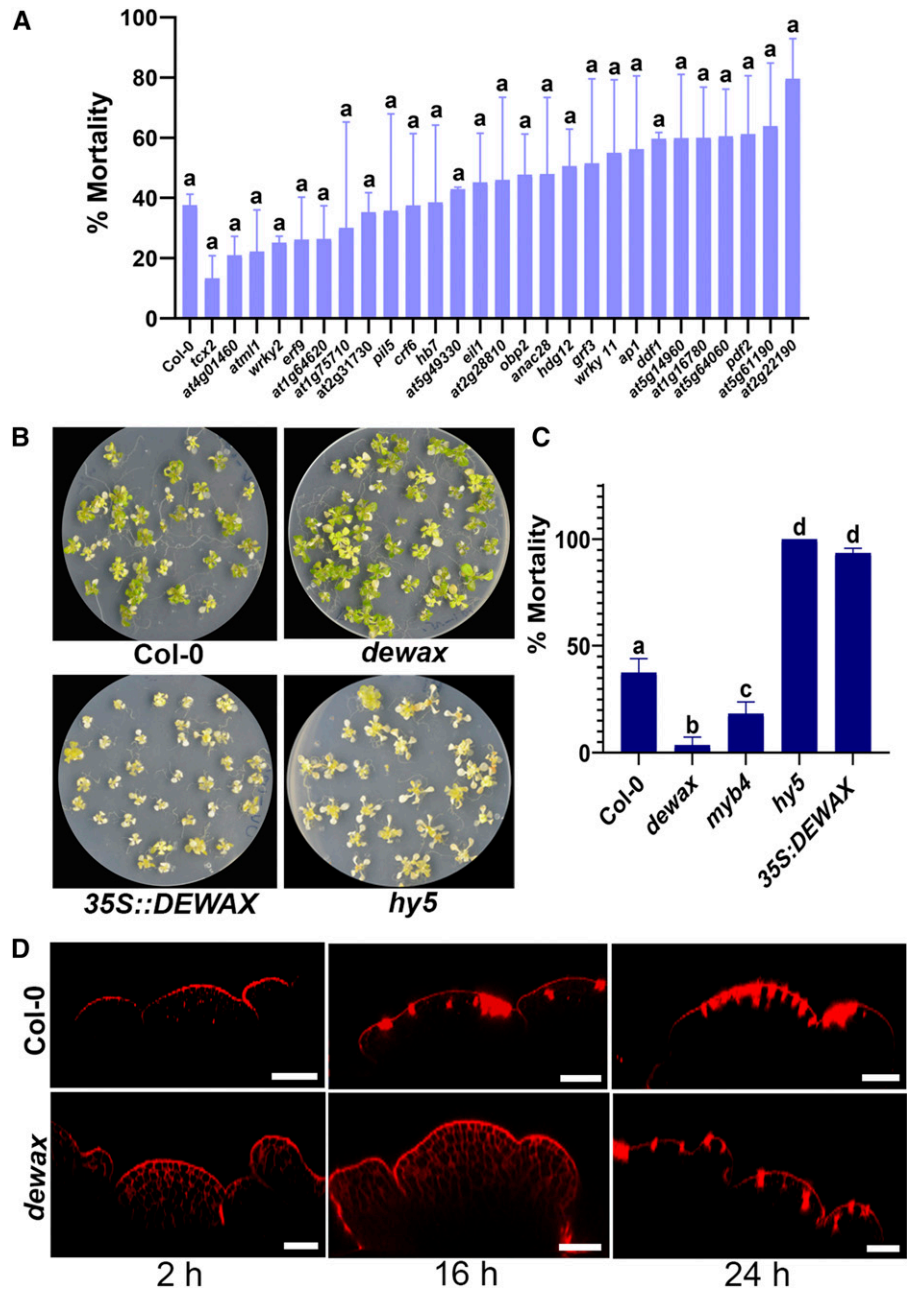 A
% Mortality
100
80
60
40
20
0
a a a a a a a a a a a a a a a a a a a a a a a a a a a
Col-0
tcx2
at4g01460
atml1
wrky2
erf9
at1g64620
at1g75710
at2g31730
pil5
crf6
hb7
at5g49330
eil1
at2g28810
obp2
anac28
hdg12
grf3
wrky 11
ap1
ddf1
at5g14960
at1g16780
at5g64060
pdf2
at5g61190
at2g22190
B
Col-0
dewax
35S::DEWAX
hy5
C
% Mortality
100
50
0
a b c d d
Col-0
dewax
myb4
hy5
35S:DEWAX
D
Col-0
dewax
2 h 16 h 24 h